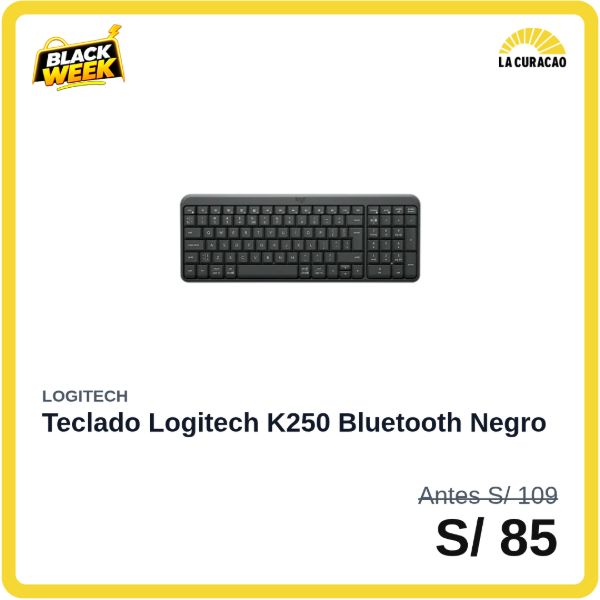 BLACK
WEEK
LA CURACAO
LOGITECH
Teclado Logitech K250 Bluetooth Negro
Antes S/ 109
S/ 85